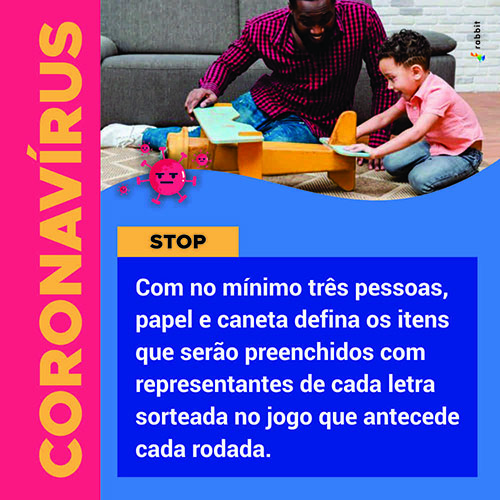 CORONAVÍRUS
rabbit
STOP
Com no mínimo três pessoas,
papel e caneta defina os itens
que serão preenchidos com
representantes de cada letra
sorteada no jogo que antecede
cada rodada.